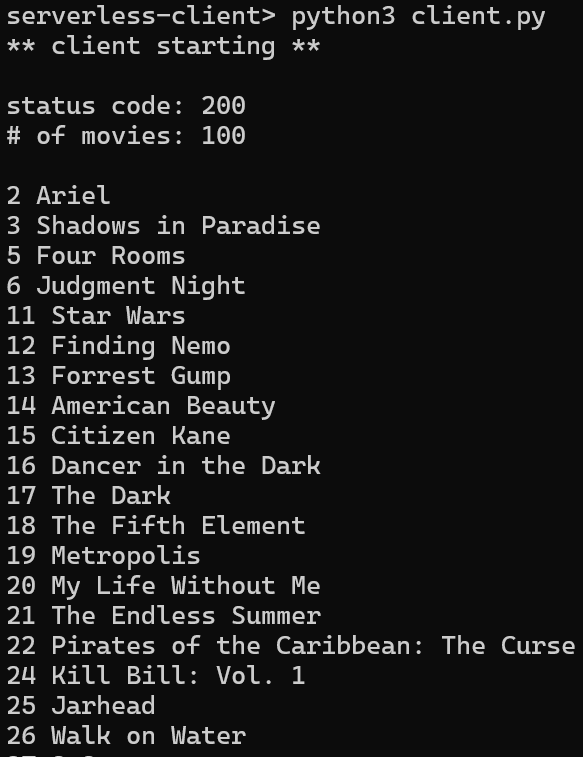 serverless-client> python3 client.py
** client starting **
status code: 200
# of movies: 100
2 Ariel
3 Shadows in Paradise
5 Four Rooms
6 Judgment Night
11 Star Wars
12 Finding Nemo
13 Forrest Gump
14 American Beauty
15 Citizen Kane
16 Dancer in the Dark
17 The Dark
18 The Fifth Element
19 Metropolis
20 My Life Without Me
21 The Endless Summer
22 Pirates of the Caribbean: The Curse
24 Kill Bill: Vol. 1
25 Jarhead
26 Walk on Water